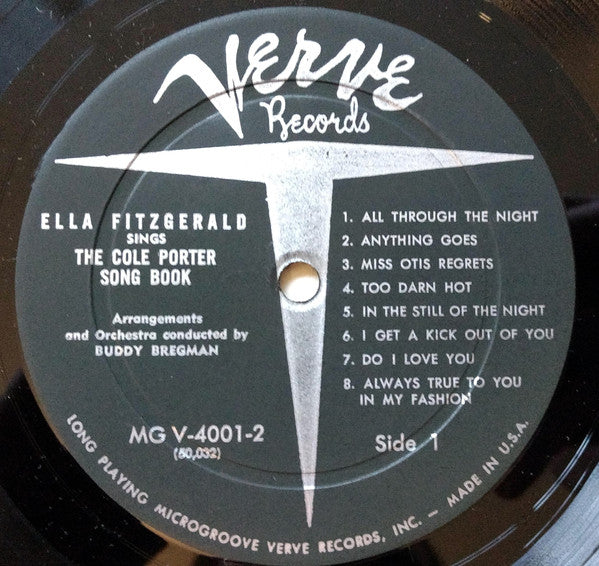 Verve
Records
ELLA FITZGERALD
SINGS
THE COLE PORTER
SONG BOOK
Arrangements
and Orchestra conducted by
BUDDY BREGMAN
MG V-4001-2
(50,032)
1. ALL THROUGH THE NIGHT
2. ANYTHING GOES
3. MISS OTIS REGRETS
4. TOO DARN HOT
5. IN THE STILL OF THE NIGHT
6. I GET A KICK OUT OF YOU
7. DO I LOVE YOU
8. ALWAYS TRUE TO YOU
IN MY FASHION
Side 1
LONG PLAYING MICROGROOVE VERVE RECORDS, INC. — MADE IN U.S.A.